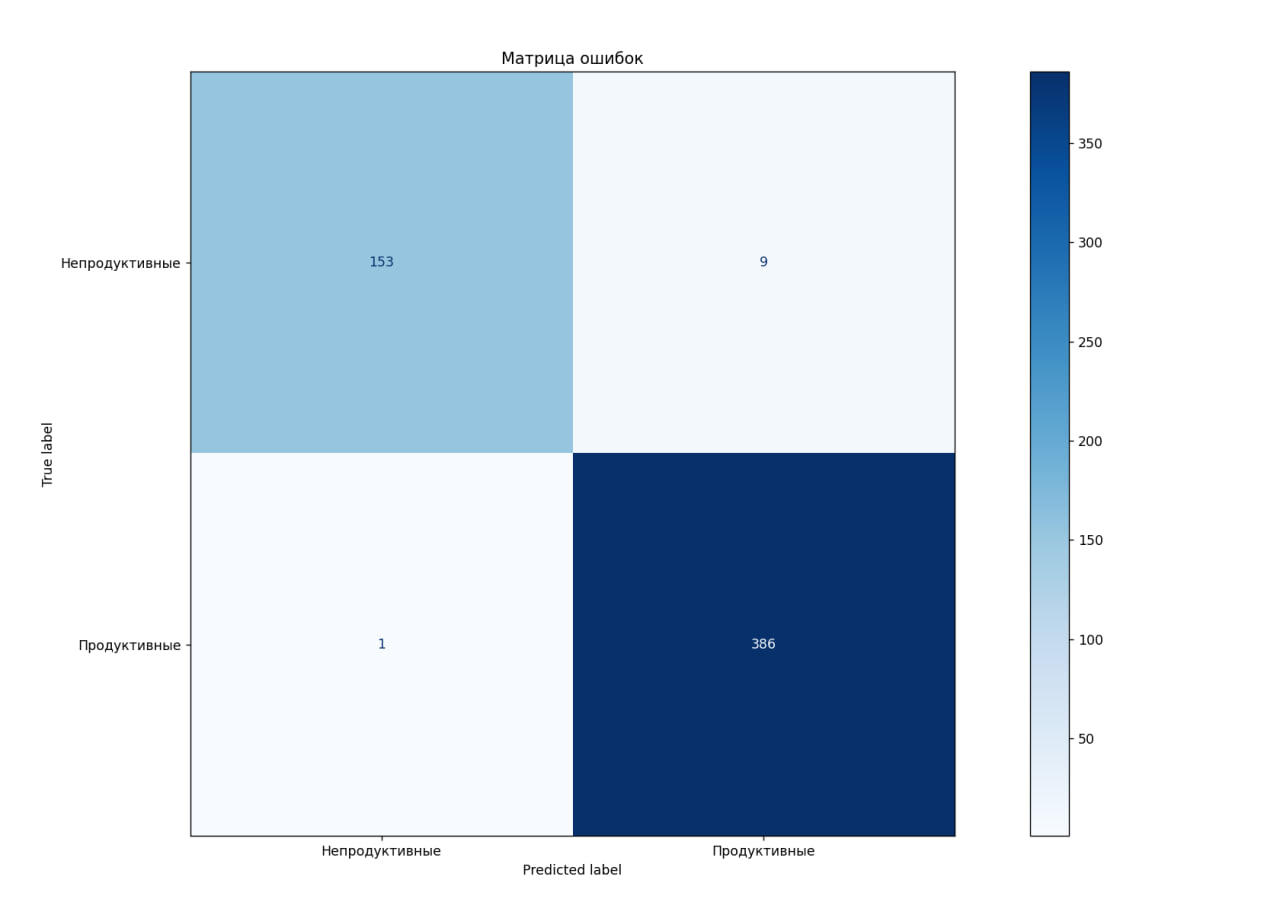 Матрица ошибок
Непродуктивные
153
9
Продуктивные
1
386
True label
Непродуктивные
Продуктивные
Predicted label
350
300
250
200
150
100
50